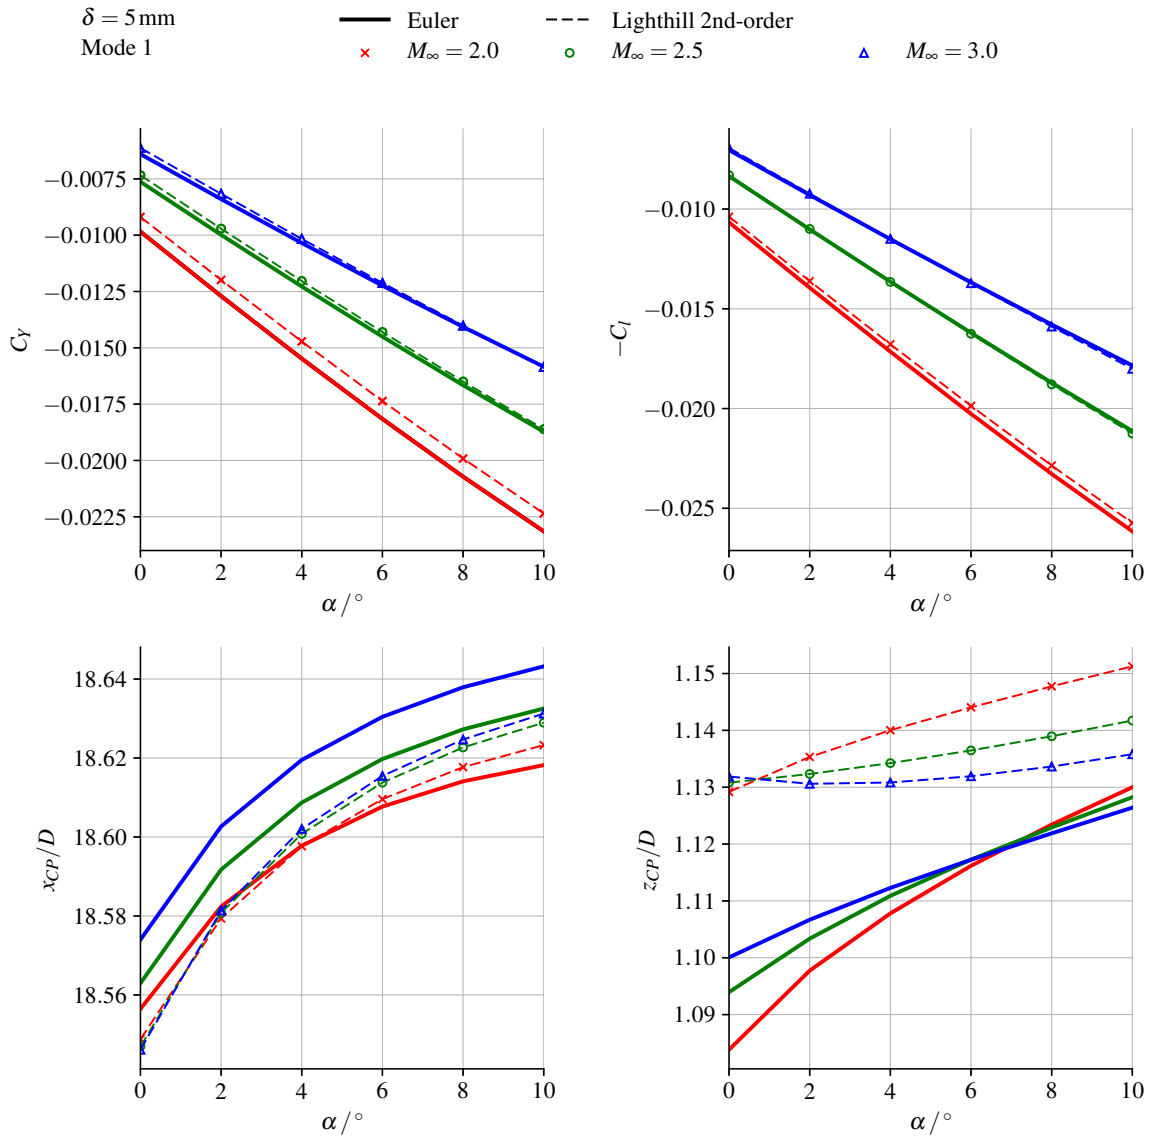 δ = 5 mm
Euler
Lighthill 2nd-order
Mode 1
M∞ = 2.0
M∞ = 2.5
M∞ = 3.0
−0.0075
−0.0100
−0.0125
−0.0150
−0.0175
−0.0200
−0.0225
C_Y
0 2 4 6 8 10
α/°
−0.010
−0.015
−0.020
−0.025
−C_l
0 2 4 6 8 10
α/°
18.64
18.62
18.60
18.58
18.56
x_CP/D
0 2 4 6 8 10
α/°
1.15
1.14
1.13
1.12
1.11
1.10
1.09
z_CP/D
0 2 4 6 8 10
α/°